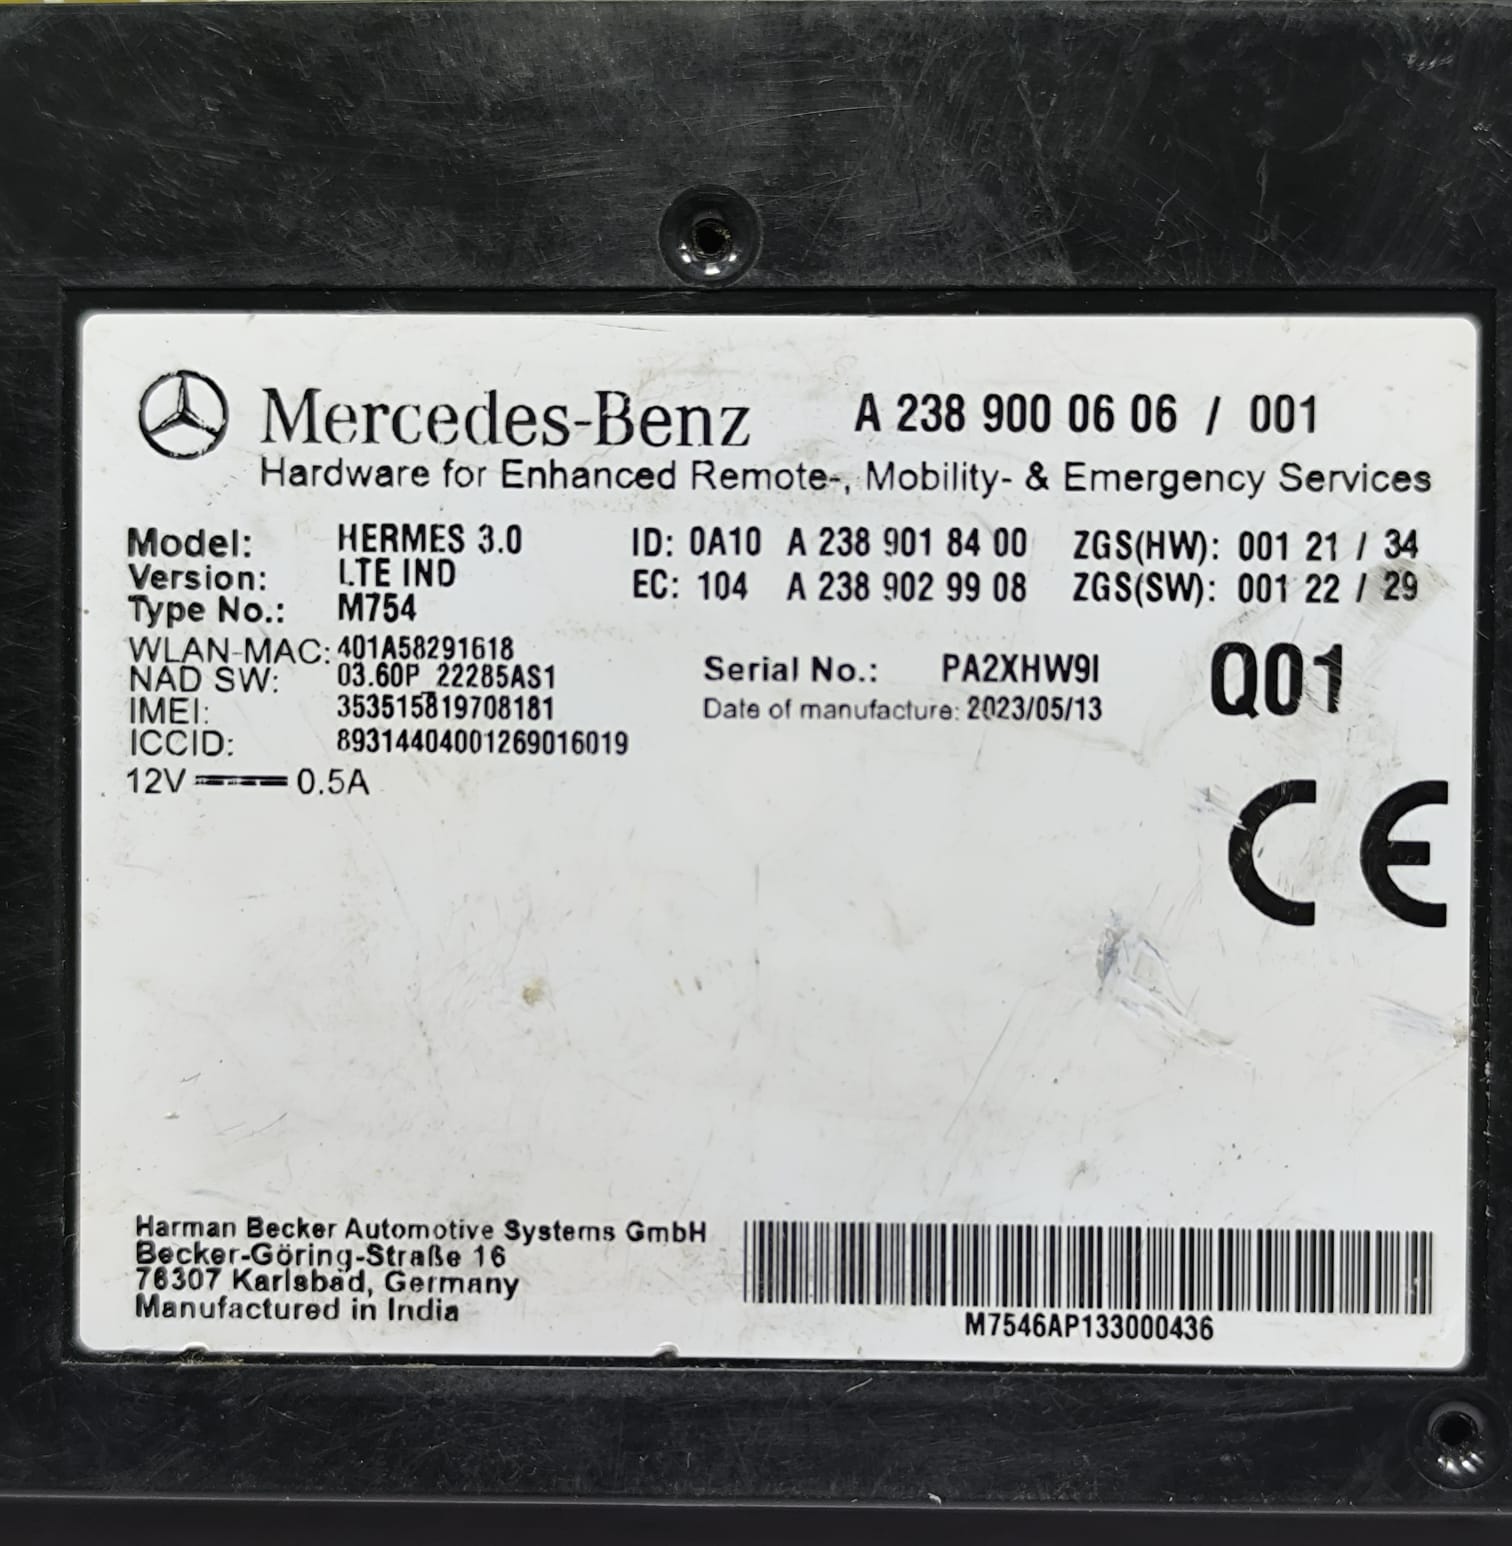 Mercedes-Benz A 238 900 06 06 / 001
Hardware for Enhanced Remote-, Mobility- & Emergency Services
Model: HERMES 3.0 ID: 0A10 A 238 901 84 00 ZGS(HW): 001 21 / 34
Version: LTE IND EC: 104 A 238 902 99 08 ZGS(SW): 001 22 / 29
Type No.: M754
WLAN-MAC: 401A58291618 Serial No.: PA2XHW9I Q01
NAD SW: 03.60P_22285AS1
IMEI: 353515819708181 Date of manufacture: 2023/05/13
ICCID: 89314404001269016019
12V 0.5A
CE
Harman Becker Automotive Systems GmbH
Becker-Göring-Straße 16
76307 Karlsbad, Germany
Manufactured in India
M7546AP133000436